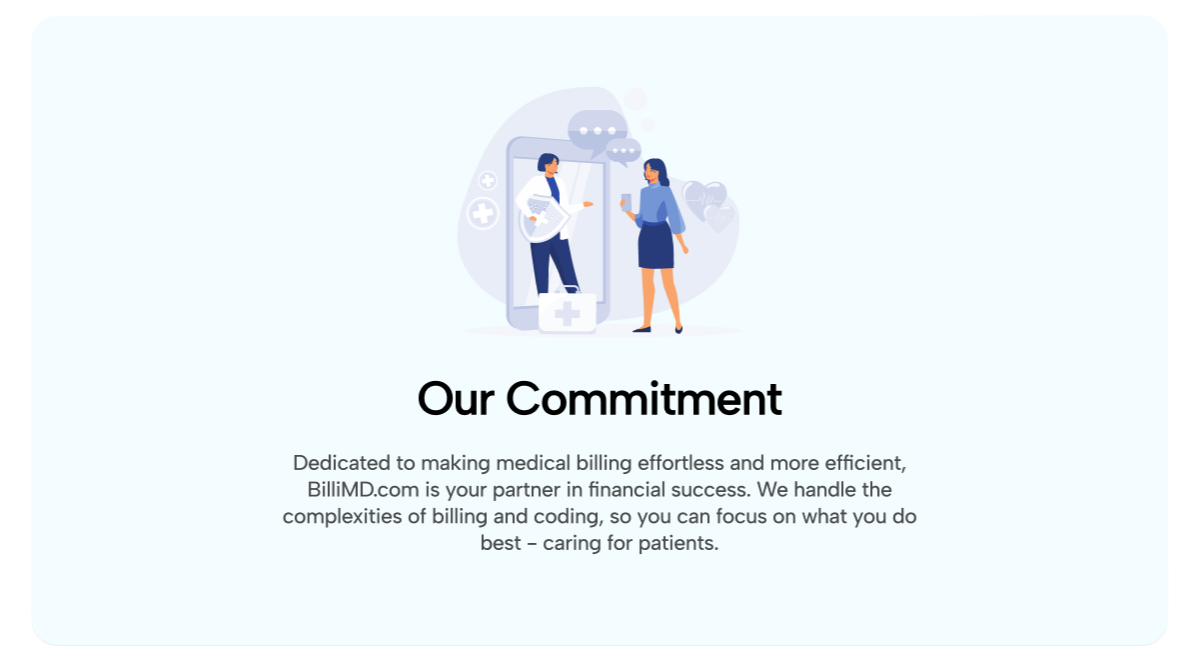 Our Commitment
Dedicated to making medical billing effortless and more efficient,
BilliMD.com is your partner in financial success. We handle the
complexities of billing and coding, so you can focus on what you do
best – caring for patients.